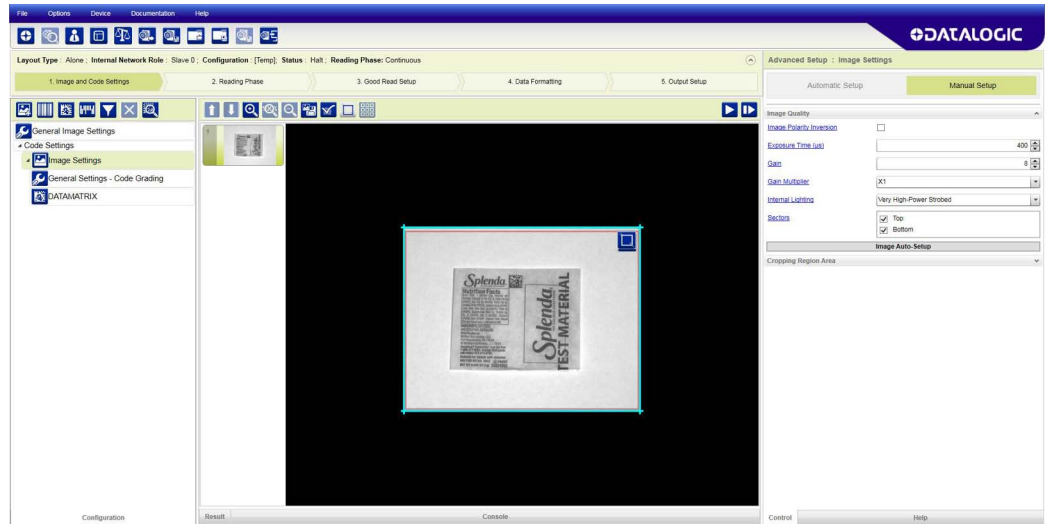 File Options Device Documentation Help
DATALOGIC
Layout Type : Alone ; Internal Network Role : Slave 0 ; Configuration : [Temp]; Status : Halt ; Reading Phase: Continuous
Advanced Setup : Image Settings
1. Image and Code Settings 2. Reading Phase 3. Good Read Setup 4. Data Formatting 5. Output Setup
Automatic Setup Manual Setup
General Image Settings
Code Settings
Image Settings
General Settings - Code Grading
DATAMATRIX
1
Splenda
Nutrition Facts
Splenda
TEST MATERIAL
Image Quality
Image Polarity Inversion
Exposure Time (us) 400
Gain 8
Gain Multiplier X1
Internal Lighting Very High-Power Strobed
Sectors Top
Bottom
Image Auto-Setup
Cropping Region Area
Configuration Result Console Control Help